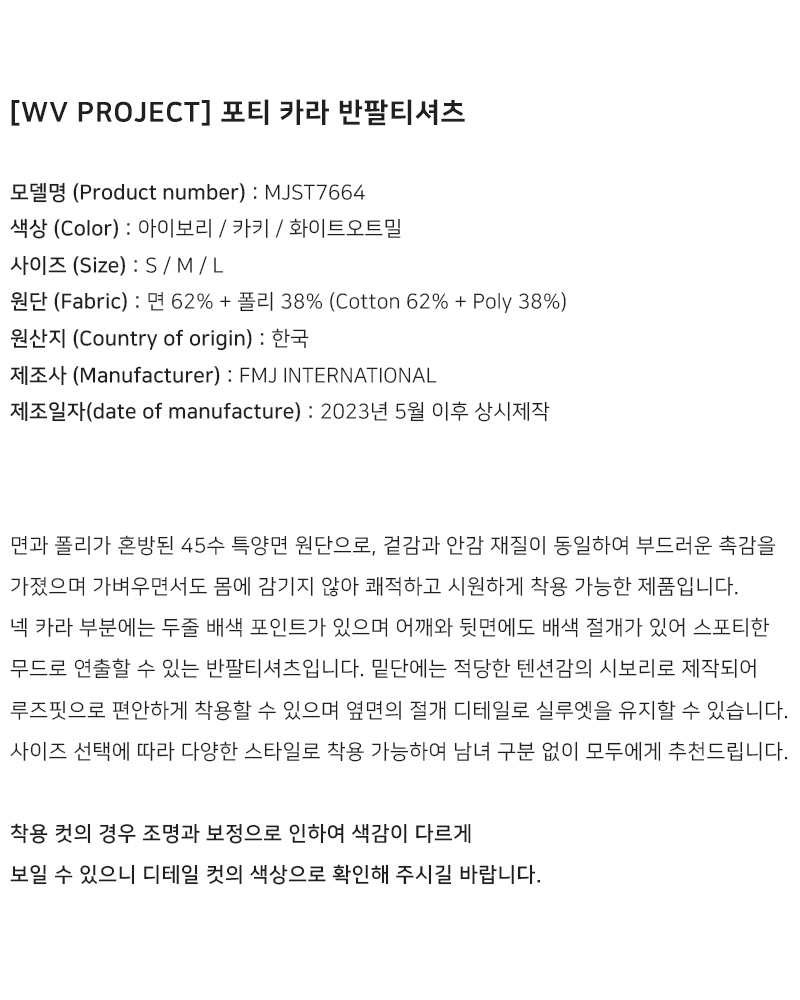 [WV PROJECT] 포티 카라 반팔티셔츠
모델명 (Product number) : MJST7664
색상 (Color) : 아이보리 / 카키 / 화이트오트밀
사이즈 (Size) : S / M / L
원단 (Fabric) : 면 62% + 폴리 38% (Cotton 62% + Poly 38%)
원산지 (Country of origin) : 한국
제조사 (Manufacturer) : FMJ INTERNATIONAL
제조일자(date of manufacture) : 2023년 5월 이후 상시제작
면과 폴리가 혼방된 45수 특양면 원단으로, 겉감과 안감 재질이 동일하여 부드러운 촉감을
가졌으며 가벼우면서도 몸에 감기지 않아 쾌적하고 시원하게 착용 가능한 제품입니다.
넥 카라 부분에는 두줄 배색 포인트가 있으며 어깨와 뒷면에도 배색 절개가 있어 스포티한
무드로 연출할 수 있는 반팔티셔츠입니다. 밑단에는 적당한 텐션감의 시보리로 제작되어
루즈핏으로 편안하게 착용할 수 있으며 옆면의 절개 디테일로 실루엣을 유지할 수 있습니다.
사이즈 선택에 따라 다양한 스타일로 착용 가능하여 남녀 구분 없이 모두에게 추천드립니다.
착용 컷의 경우 조명과 보정으로 인하여 색감이 다르게
보일 수 있으니 디테일 컷의 색상으로 확인해 주시길 바랍니다.